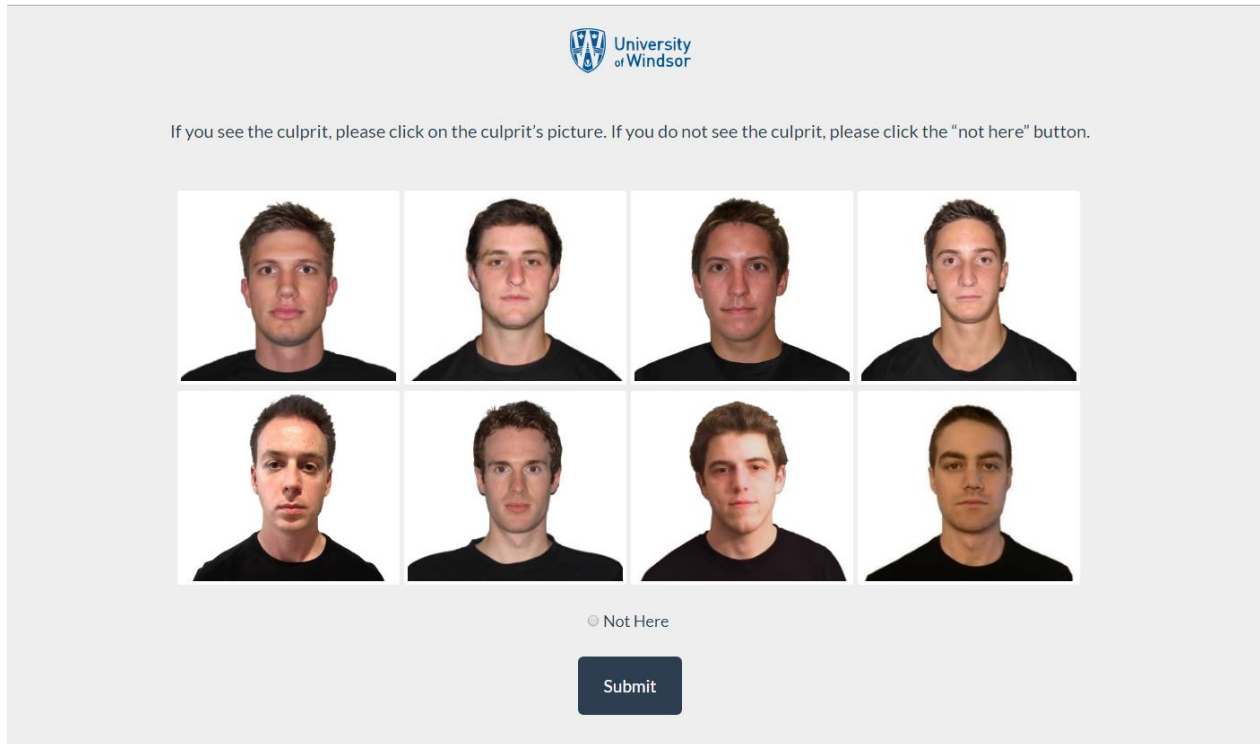 University
of Windsor
If you see the culprit, please click on the culprit’s picture. If you do not see the culprit, please click the “not here” button.
Not Here
Submit